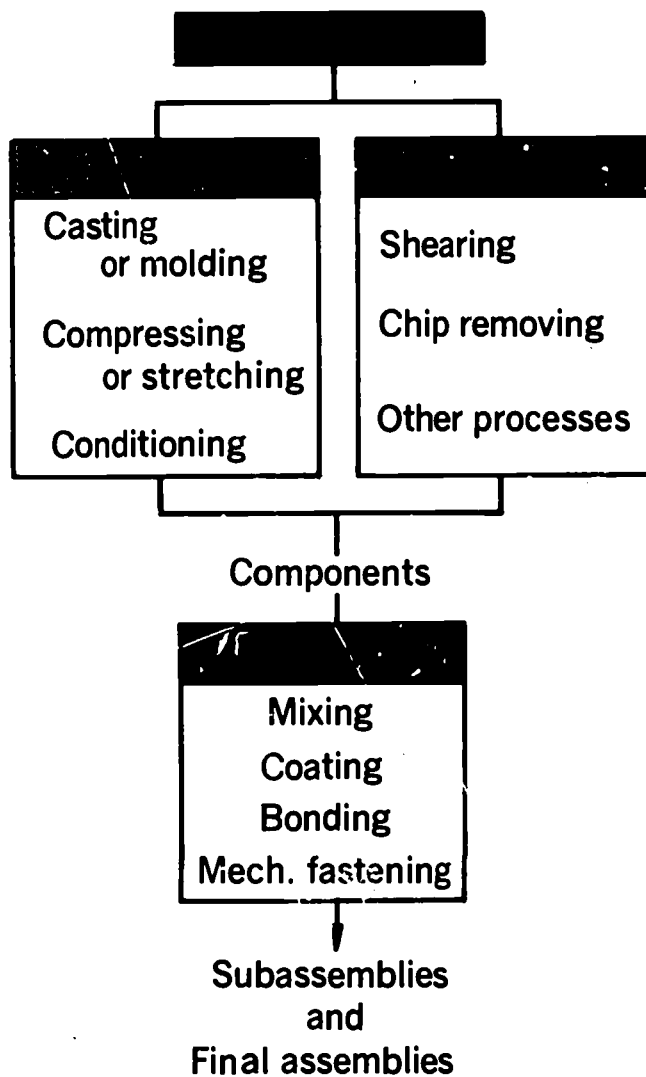 Casting
or molding
Compressing
or stretching
Conditioning
Shearing
Chip removing
Other processes
Components
Mixing
Coating
Bonding
Mech. fastening
Subassemblies
and
Final assemblies